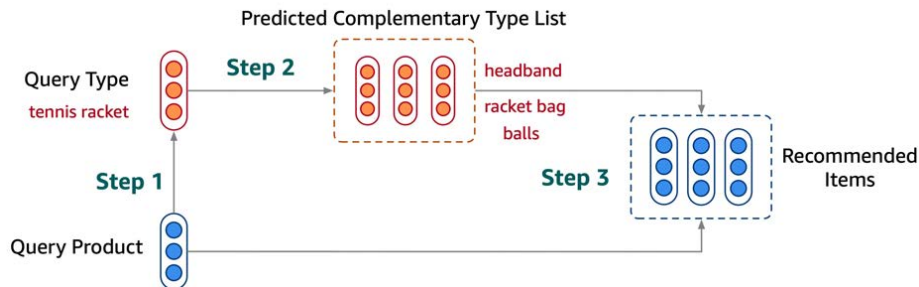 Predicted Complementary Type List
Query Type
tennis racket
Step 2
headband
racket bag
balls
Step 1
Step 3
Recommended
Items
Query Product